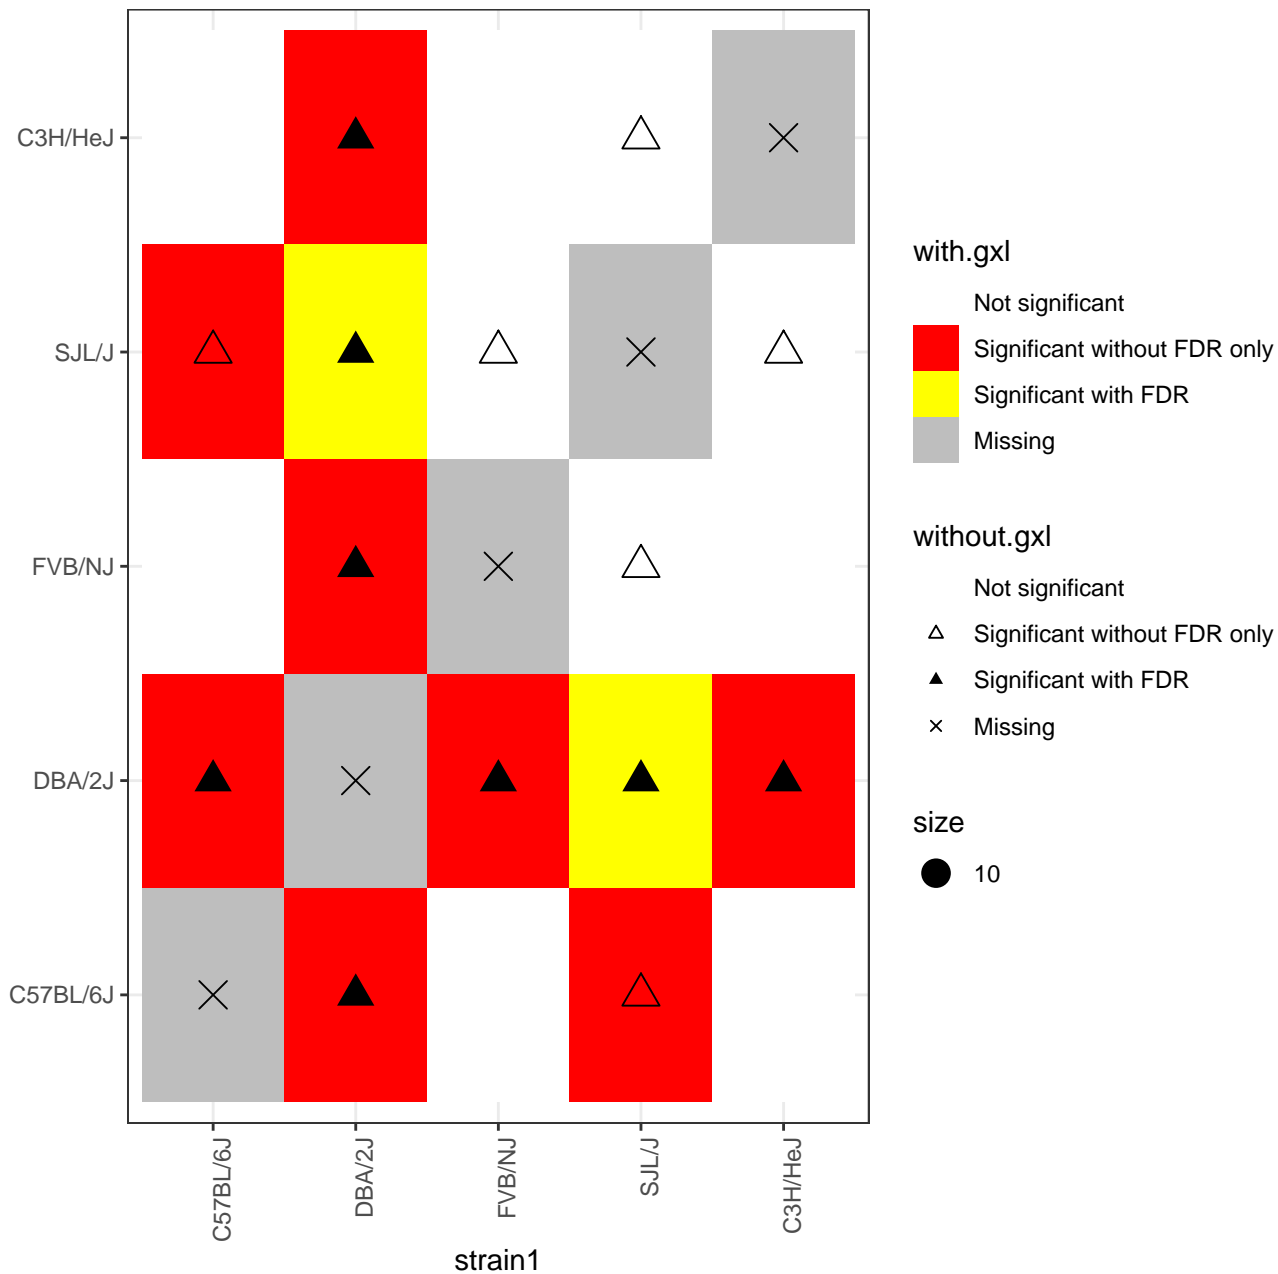 C3H/HeJ
SJL/J
FVB/NJ
DBA/2J
C57BL/6J
C57BL/6J
DBA/2J
FVB/NJ
SJL/J
C3H/HeJ
strain1
with.gxl
Not significant
Significant without FDR only
Significant with FDR
Missing
without.gxl
Not significant
Significant without FDR only
Significant with FDR
Missing
size
10